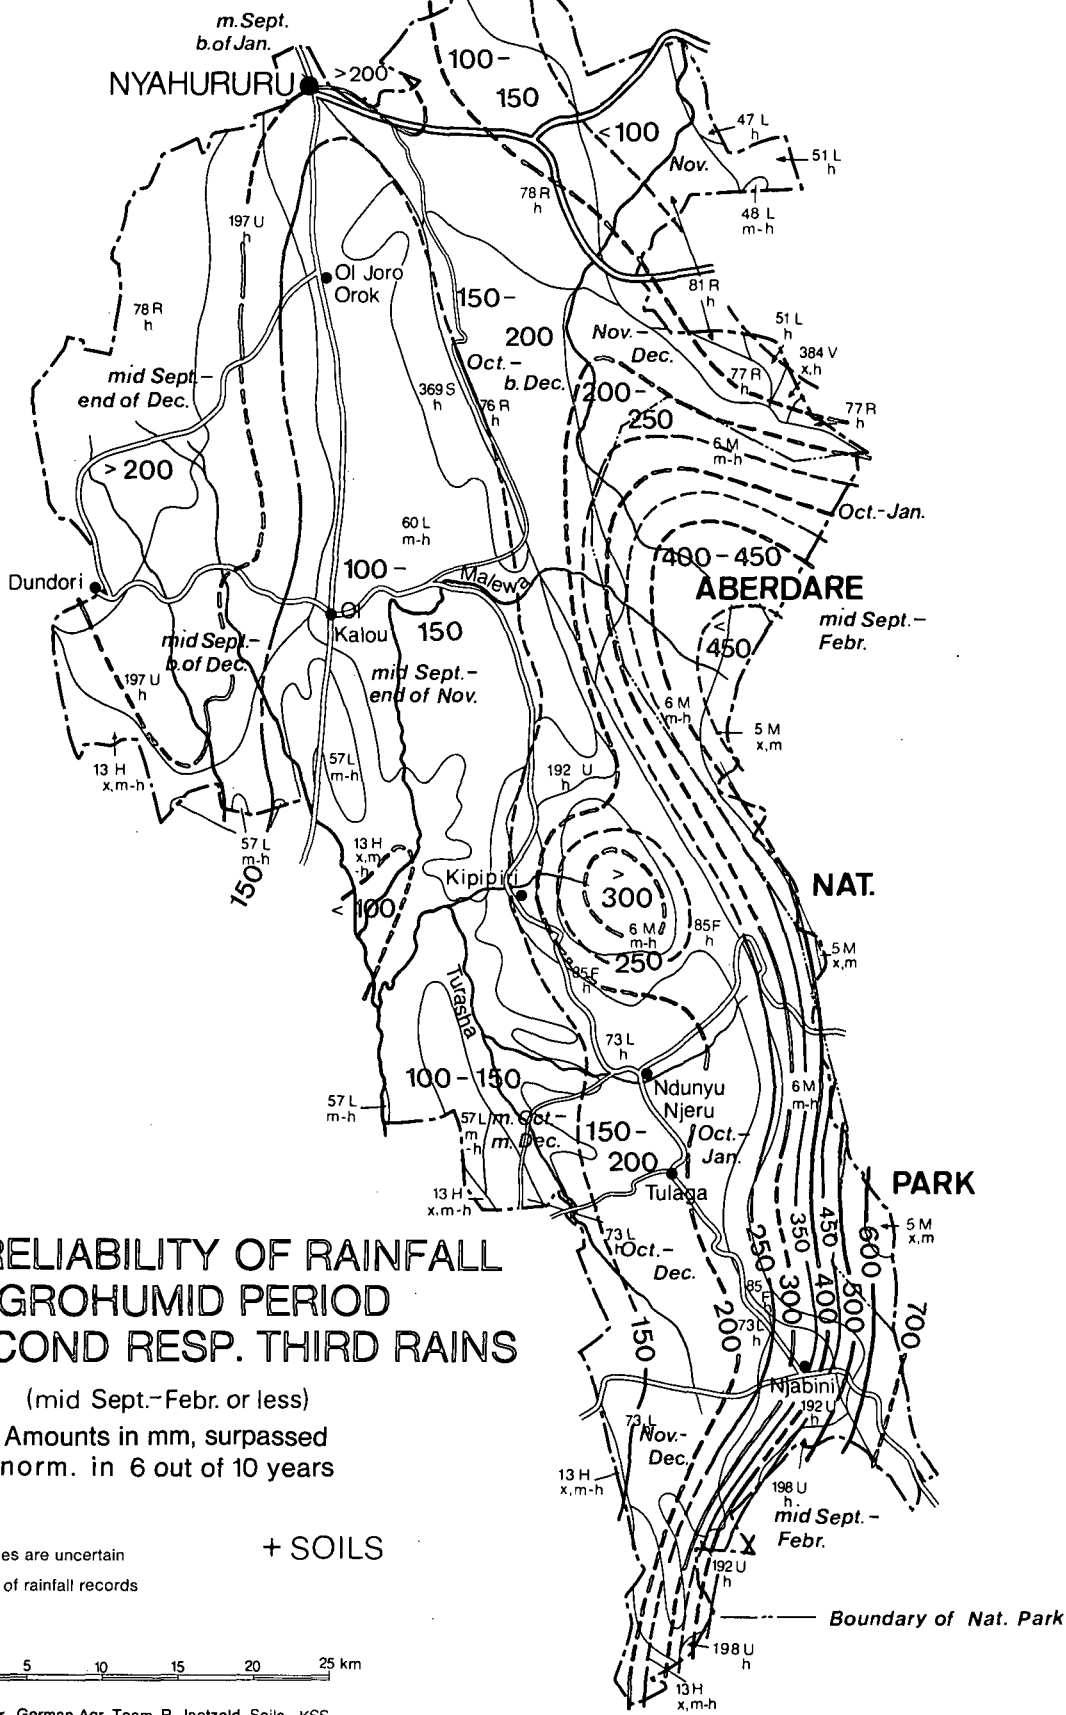 m. Sept.
b. of Jan.
NYAHURURU
>200
100-
150
<100
47 L
h
51 L
h
Nov.
78 R
h
48 L
m-h
197 U
h
Ol Joro
Orok
81 R
h
150-
200
78 R
h
Nov.-
Dec.
51 L
h
384 V
x,h
mid Sept.-
end of Dec.
Oct.-
b. Dec.
77 R
h
369 S
h
76 R
h
200-
250
77 R
h
6 M
m-h
> 200
Oct.-Jan.
60 L
m-h
400-450
Dundori
100-
Malewa
ABERDARE
Ol
Kalou
150
mid Sept.-
Febr.
<
450
mid Sept.-
b. of Dec.
mid Sept.-
end of Nov.
197 U
h
6 M
m-h
5 M
x,m
13 H
x,m-h
57 L
m-h
192 U
h
57 L
m-h
150
13 H
x,m
-h
Kipipiri
NAT.
>
300
< 100
6 M
m-h
85 F
h
250
5 M
x,m
85 F
h
Turasha
73 L
h
100-150
Ndunyu
Njeru
6 M
m-h
57 L
m-h
57 L
m
-h
m. Oct.-
m. Dec.
150-
200
Oct.-
Jan.
Tulaga
PARK
13 H
x,m-h
5 M
x,m
73 L
h
Oct.-
Dec.
250
300
350
400
450
500
600
700
85 F
h
73 L
h
150
200
RELIABILITY OF RAINFALL
GROHUMID PERIOD
COND RESP. THIRD RAINS
(mid Sept.-Febr. or less)
Amounts in mm, surpassed
norm. in 6 out of 10 years
Njabini
192 U
h
73 L
Nov.-
Dec.
13 H
x,m-h
198 U
h
mid Sept.-
Febr.
es are uncertain
+ SOILS
of rainfall records
192 U
h
Boundary of Nat. Park
198 U
h
5 10 15 20 25 km
13 H
x,m-h
German Agr. Team R. Jaetzold, Soils: KSS